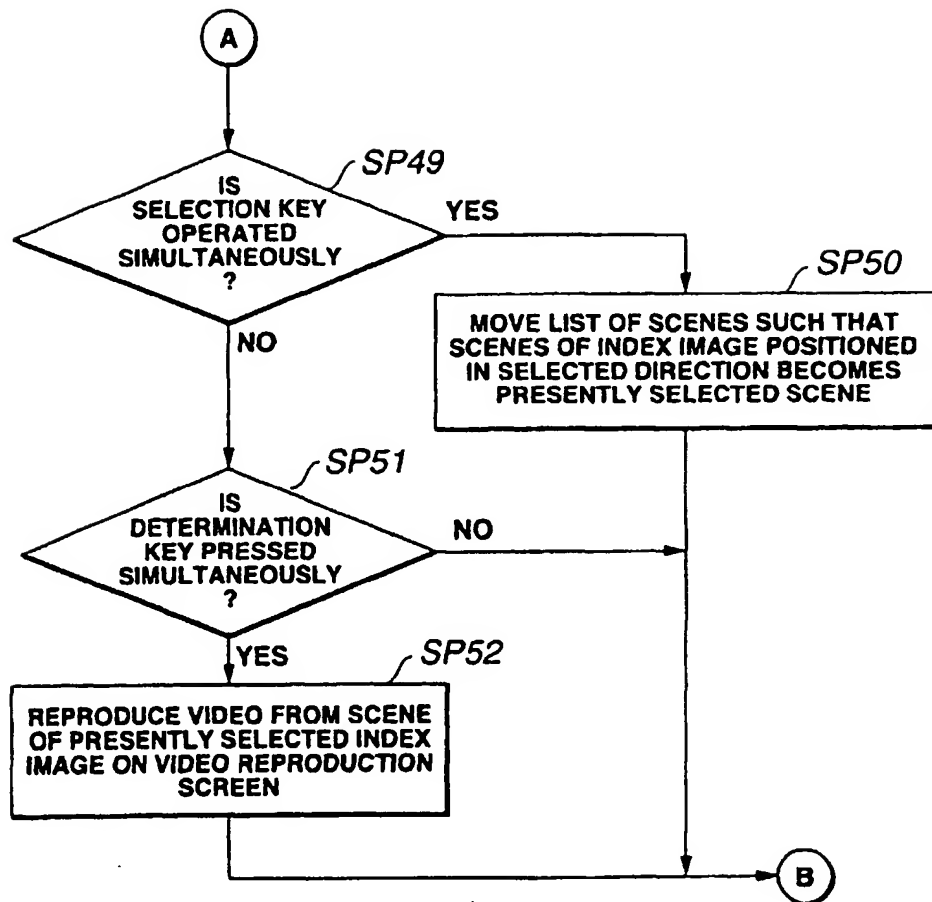 A
SP49
IS
SELECTION KEY
OPERATED
SIMULTANEOUSLY
?
YES
NO
SP50
MOVE LIST OF SCENES SUCH THAT
SCENES OF INDEX IMAGE POSITIONED
IN SELECTED DIRECTION BECOMES
PRESENTLY SELECTED SCENE
SP51
IS
DETERMINATION
KEY PRESSED
SIMULTANEOUSLY
?
NO
YES
SP52
REPRODUCE VIDEO FROM SCENE
OF PRESENTLY SELECTED INDEX
IMAGE ON VIDEO REPRODUCTION
SCREEN
B